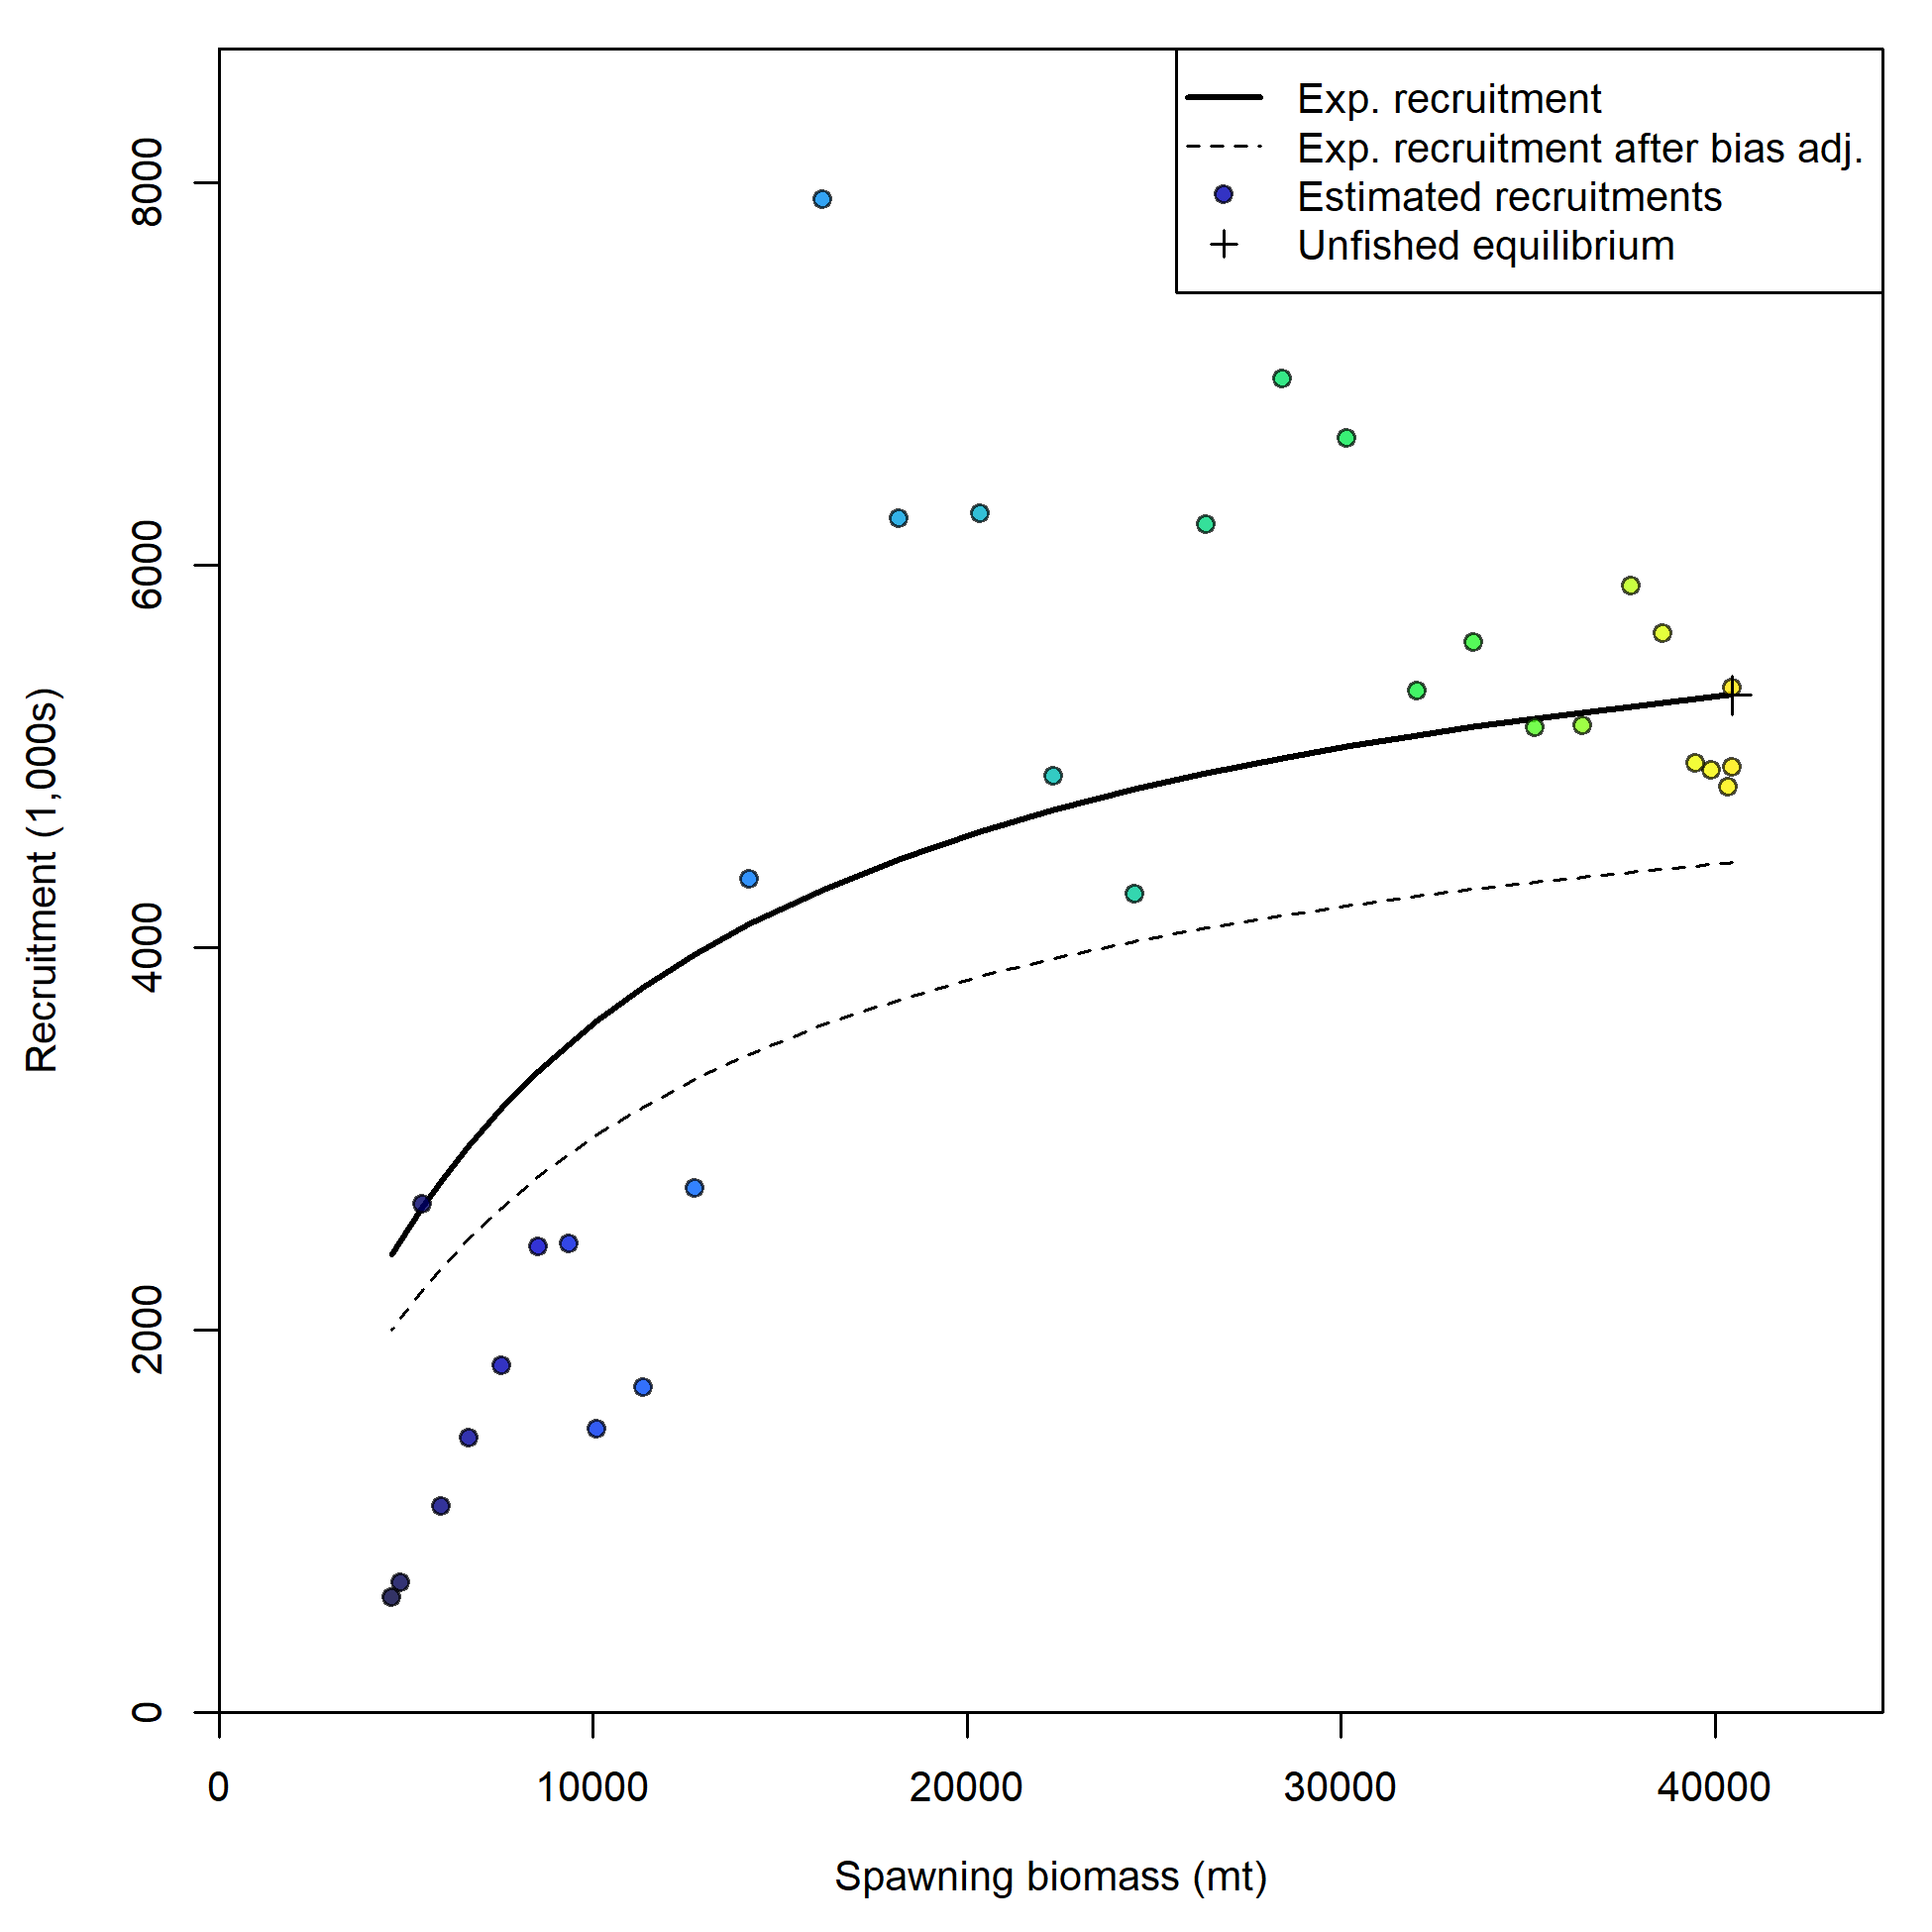 Exp. recruitment
Exp. recruitment after bias adj.
Estimated recruitments
Unfished equilibrium
Recruitment (1,000s)
8000
6000
4000
2000
0
0 10000 20000 30000 40000
Spawning biomass (mt)